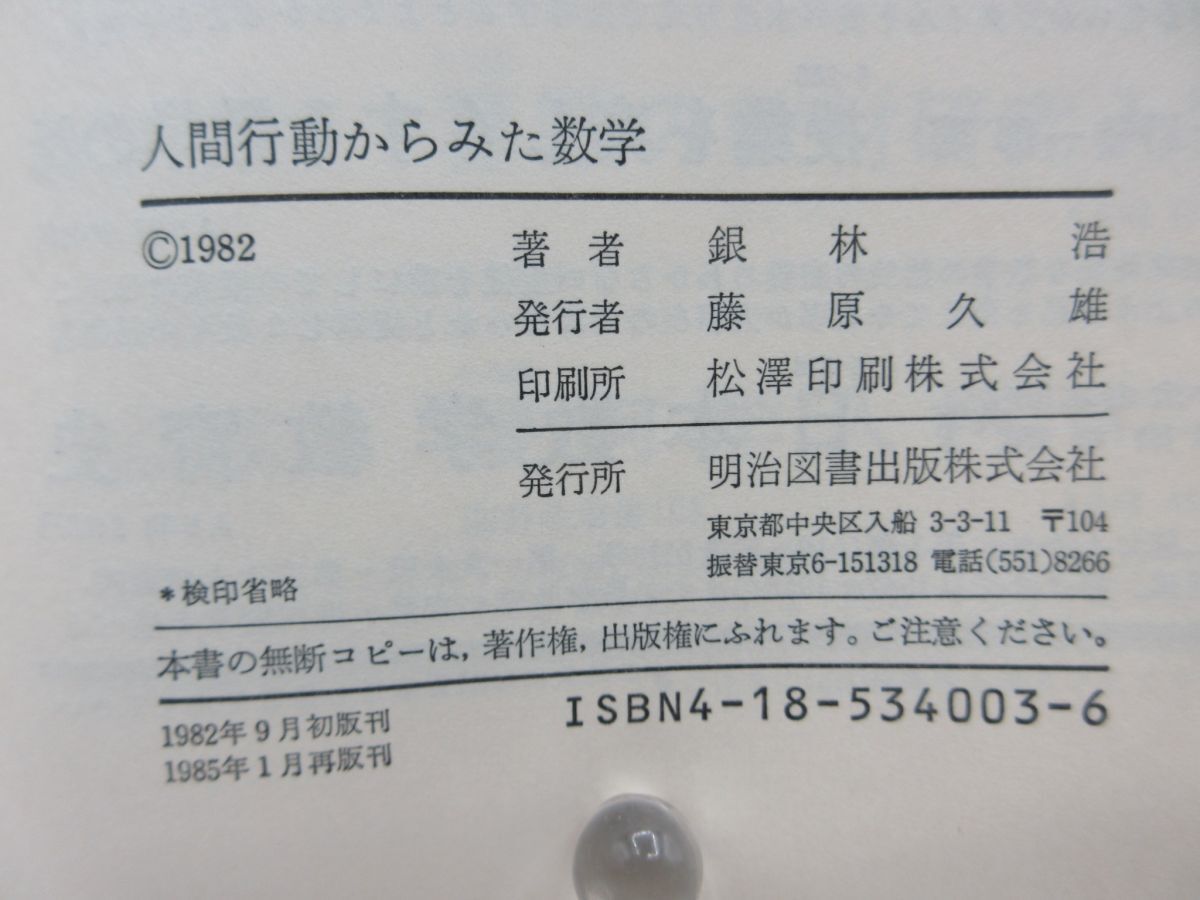 人間行動からみた数学
©1982 著者 銀林浩
発行者 藤原久雄
印刷所 松澤印刷株式会社
発行所 明治図書出版株式会社
東京都中央区入船 3-3-11 〒104
振替東京6-151318 電話(551)8266
*検印省略
本書の無断コピーは, 著作権, 出版権にふれます。ご注意ください。
ISBN4-18-534003-6
1982年9月初版刊
1985年1月再版刊